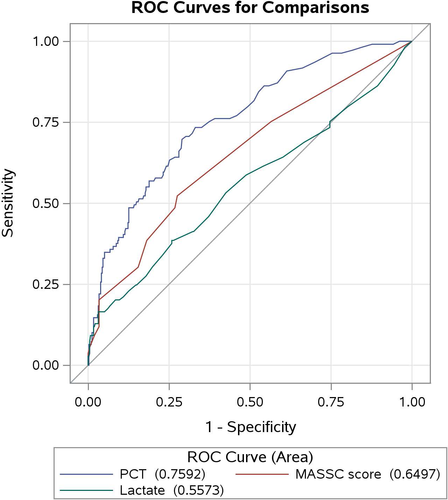 ROC Curves for Comparisons
1.00
0.75
0.50
0.25
0.00
Sensitivity
0.00 0.25 0.50 0.75 1.00
1 - Specificity
ROC Curve (Area)
PCT (0.7592) MASSC score (0.6497)
Lactate (0.5573)